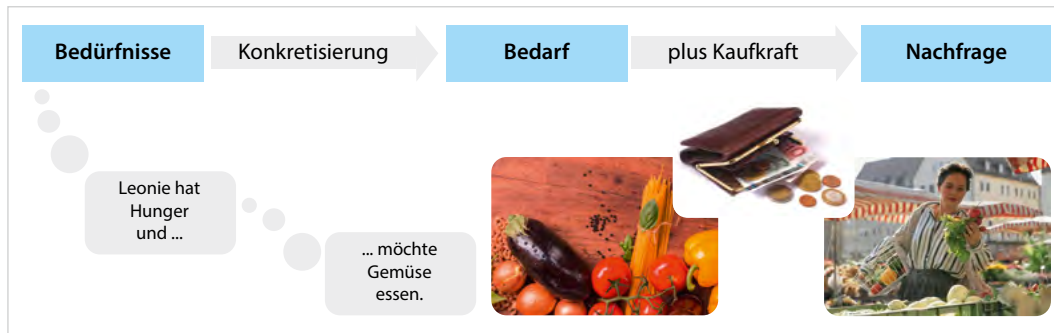 Bedürfnisse
Konkretisierung
Bedarf
plus Kaufkraft
Nachfrage
Leonie hat
Hunger
und ...
... möchte
Gemüse
essen.